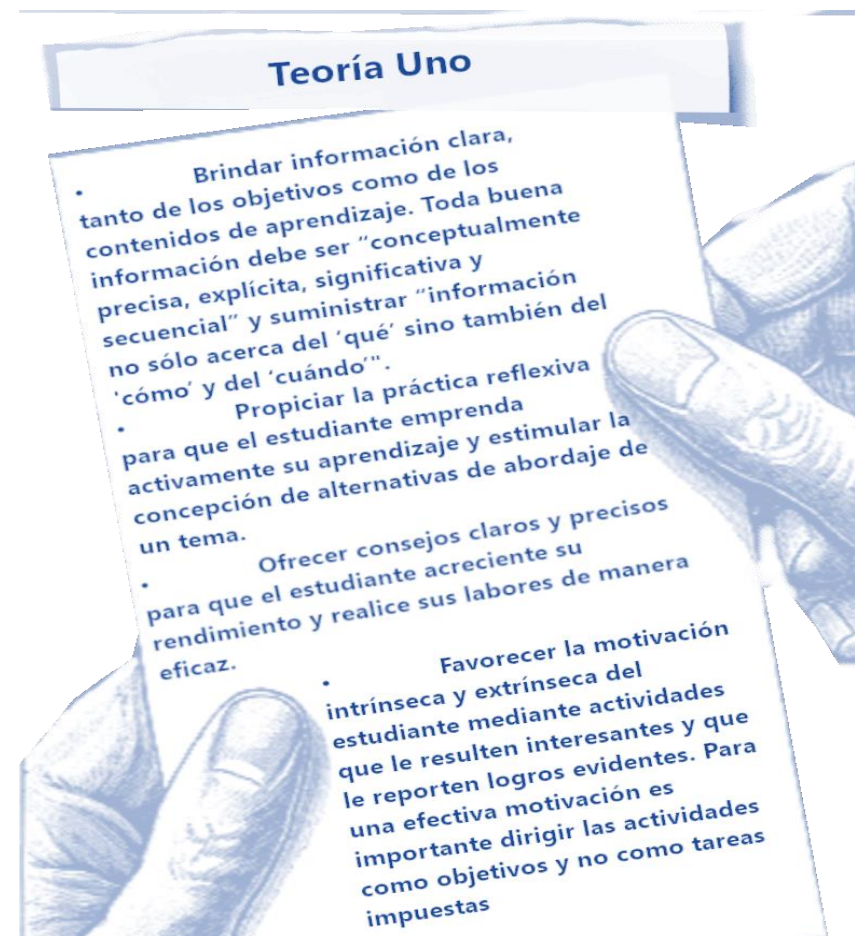 Teoría Uno
• Brindar información clara,
tanto de los objetivos como de los
contenidos de aprendizaje. Toda buena
información debe ser “conceptualmente
precisa, explícita, significativa y
secuencial” y suministrar “información
no sólo acerca del ‘qué’ sino también del
'cómo’ y del ‘cuándo’".
• Propiciar la práctica reflexiva
para que el estudiante emprenda
activamente su aprendizaje y estimular la
concepción de alternativas de abordaje de
un tema.
• Ofrecer consejos claros y precisos
para que el estudiante acreciente su
rendimiento y realice sus labores de manera
eficaz.
• Favorecer la motivación
intrínseca y extrínseca del
estudiante mediante actividades
que le resulten interesantes y que
le reporten logros evidentes. Para
una efectiva motivación es
importante dirigir las actividades
como objetivos y no como tareas
impuestas